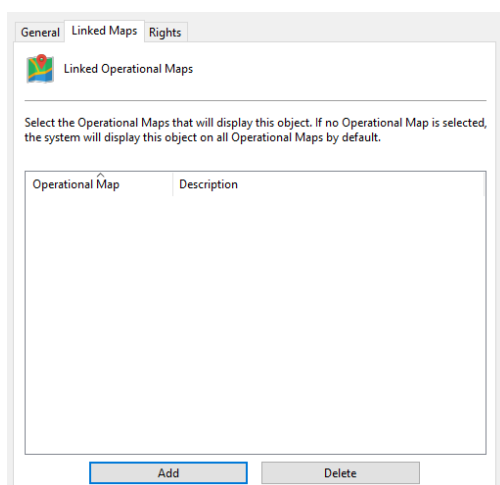 General Linked Maps Rights
Linked Operational Maps
Select the Operational Maps that will display this object. If no Operational Map is selected,
the system will display this object on all Operational Maps by default.
Operational Map Description
Add Delete